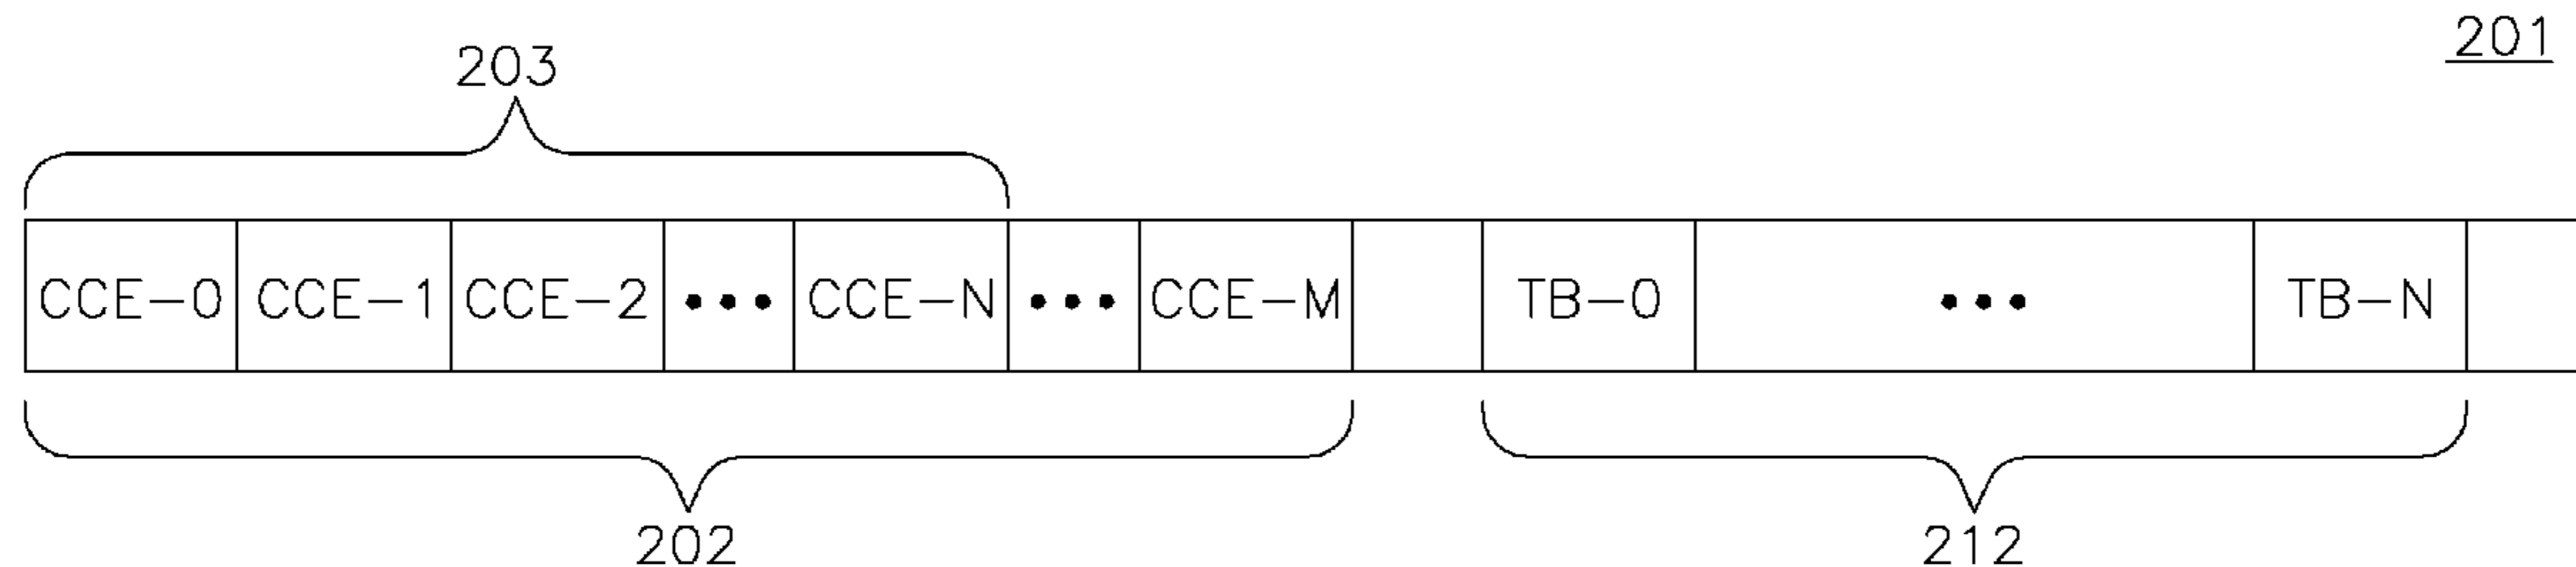 201
203
CCE-0 CCE-1 CCE-2 ••• CCE-N ••• CCE-M TB-0 ••• TB-N
202 212